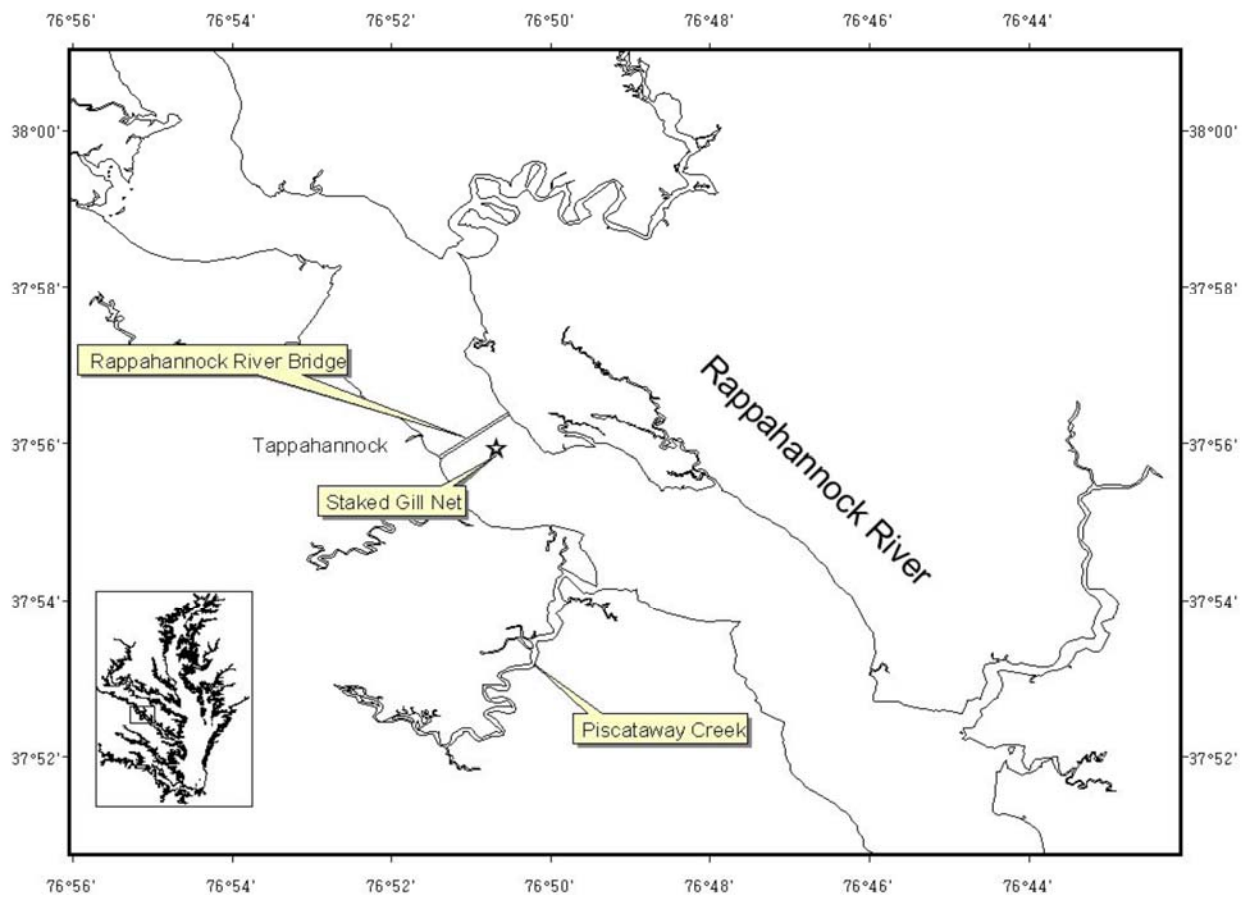 76°56' 76°54' 76°52' 76°50' 76°48' 76°46' 76°44'
38°00' 38°00'
37°58' 37°58'
Rappahannock River Bridge
Rappahannock River
37°56' 37°56'
Tappahannock
Staked Gill Net
37°54' 37°54'
Piscataway Creek
37°52' 37°52'
76°56' 76°54' 76°52' 76°50' 76°48' 76°46' 76°44'